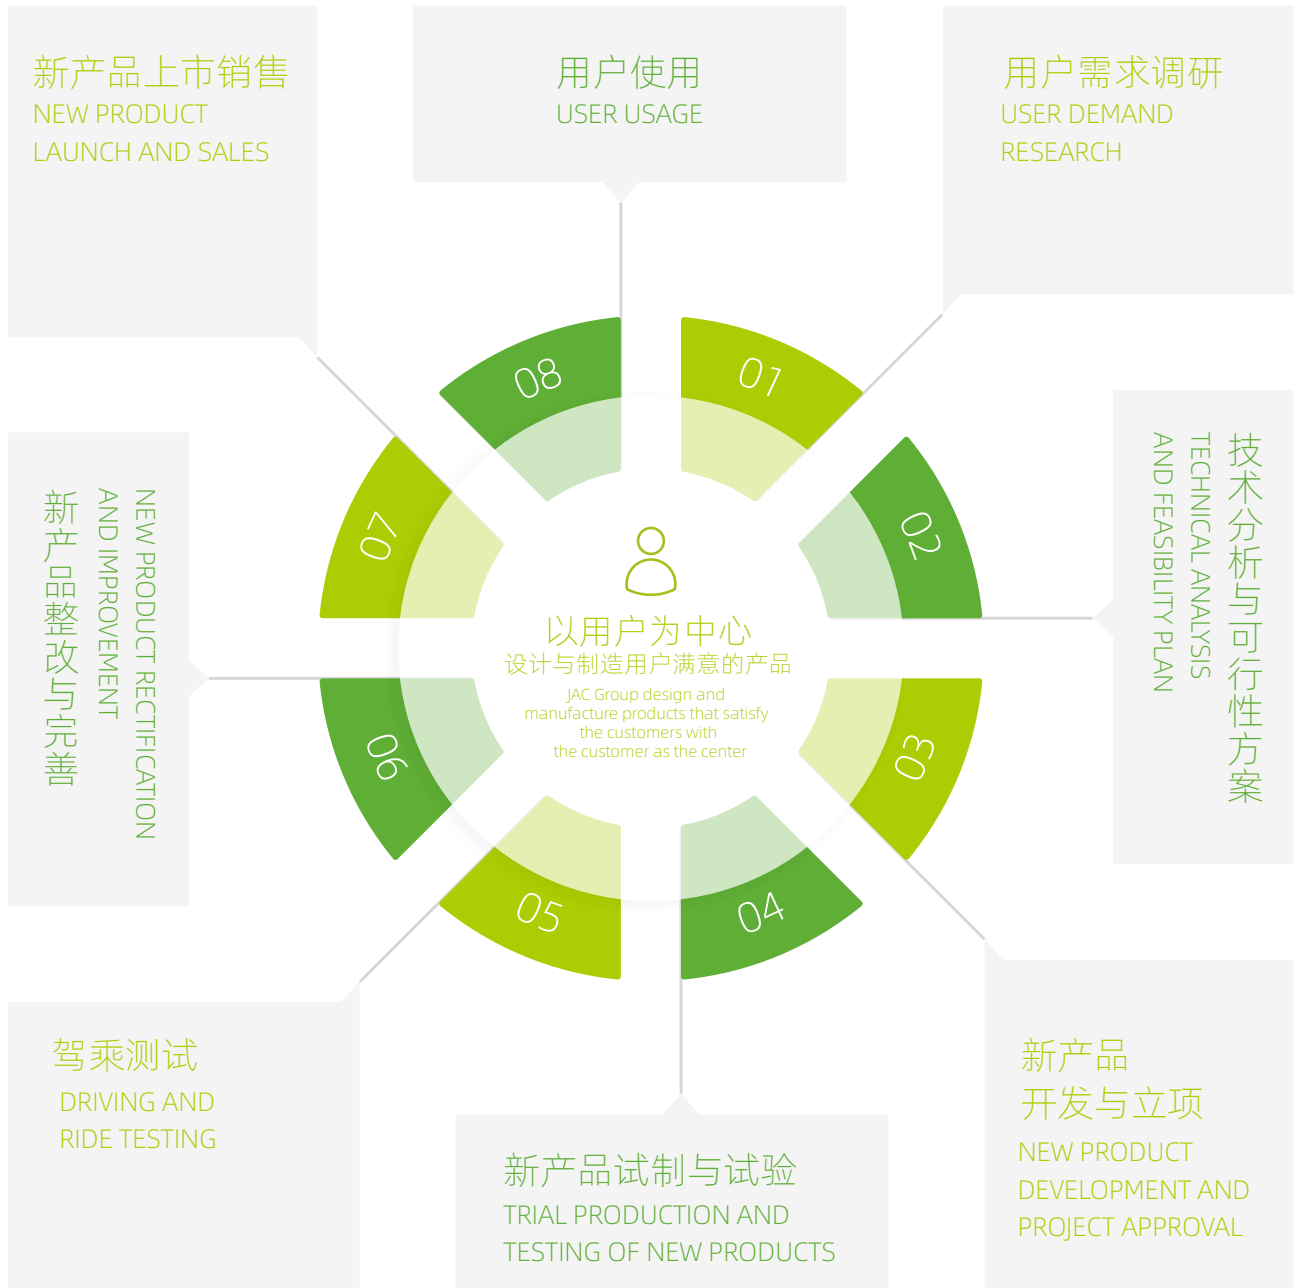 新产品上市销售
NEW PRODUCT
LAUNCH AND SALES
用户使用
USER USAGE
用户需求调研
USER DEMAND
RESEARCH
08
01
07
02
技术分析与可行性方案
TECHNICAL ANALYSIS
AND FEASIBILITY PLAN
新产品整改与完善
NEW PRODUCT RECTIFICATION
AND IMPROVEMENT
以用户为中心
设计与制造用户满意的产品
JAC Group design and
manufacture products that satisfy
the customers with
the customer as the center
06
03
05
04
驾乘测试
DRIVING AND
RIDE TESTING
新产品试制与试验
TRIAL PRODUCTION AND
TESTING OF NEW PRODUCTS
新产品
开发与立项
NEW PRODUCT
DEVELOPMENT AND
PROJECT APPROVAL